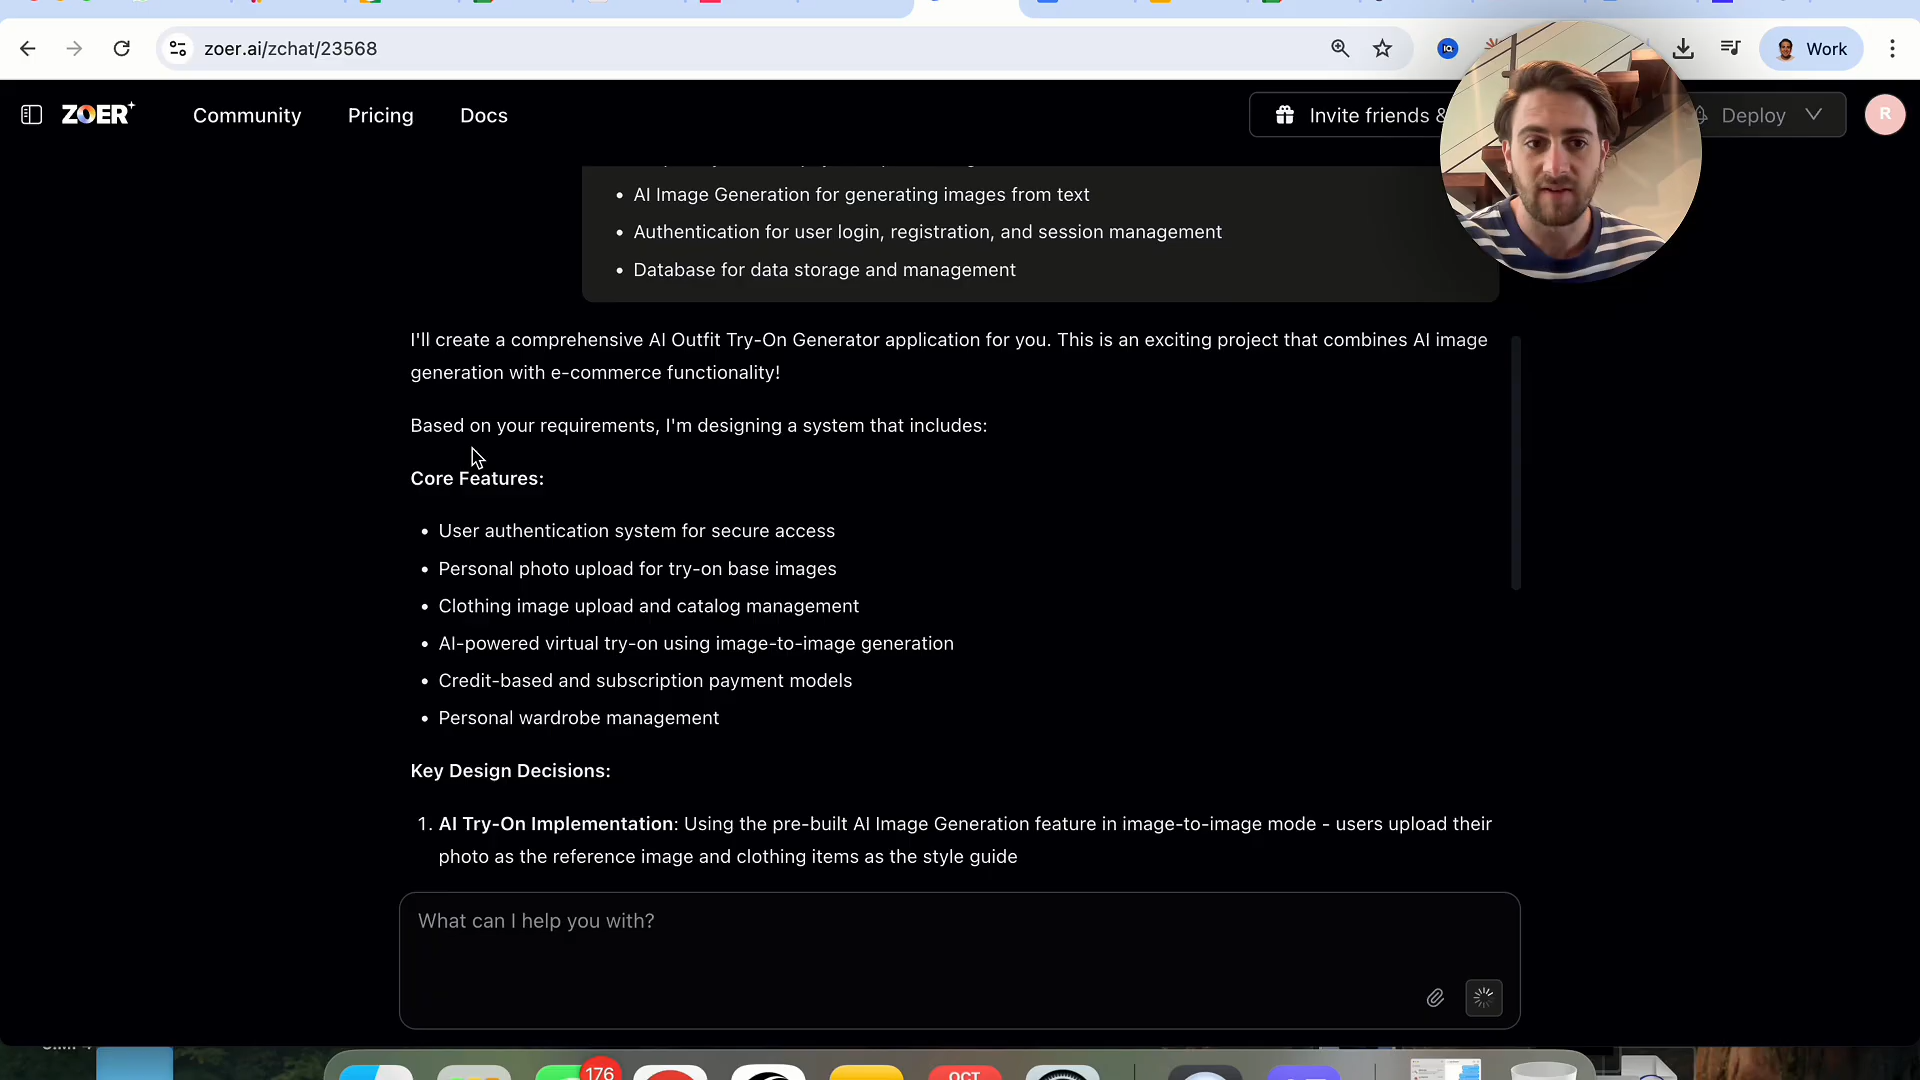 zoer.ai/zchat/23568
Work
ZOER
Community
Pricing
Docs
Invite friends &
Deploy
R
• AI Image Generation for generating images from text
• Authentication for user login, registration, and session management
• Database for data storage and management
I'll create a comprehensive AI Outfit Try-On Generator application for you. This is an exciting project that combines AI image
generation with e-commerce functionality!
Based on your requirements, I'm designing a system that includes:
Core Features:
• User authentication system for secure access
• Personal photo upload for try-on base images
• Clothing image upload and catalog management
• AI-powered virtual try-on using image-to-image generation
• Credit-based and subscription payment models
• Personal wardrobe management
Key Design Decisions:
1. AI Try-On Implementation: Using the pre-built AI Image Generation feature in image-to-image mode - users upload their
photo as the reference image and clothing items as the style guide
What can I help you with?
176
OCT